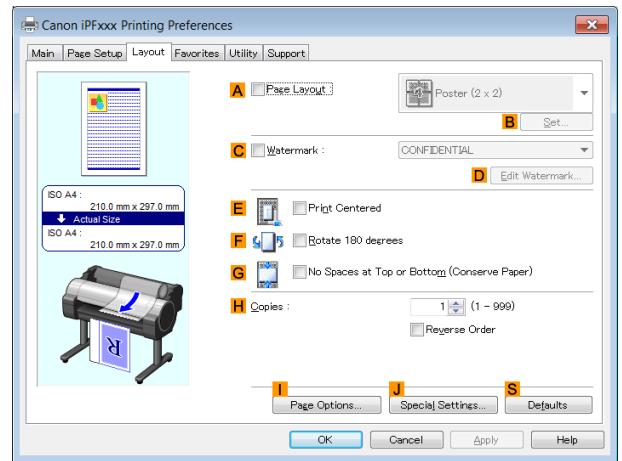 Canon iPFxxx Printing Preferences
Main Page Setup Layout Favorites Utility Support
A Page Layout : Poster (2 x 2)
B Set...
C Watermark : CONFIDENTIAL
D Edit Watermark...
ISO A4 :
210.0 mm x 297.0 mm
Actual Size
ISO A4 :
210.0 mm x 297.0 mm
E Print Centered
F Rotate 180 degrees
G No Spaces at Top or Bottom (Conserve Paper)
H Copies : 1 (1 - 999)
Reverse Order
R
I J S
Page Options... Special Settings... Defaults
OK Cancel Apply Help